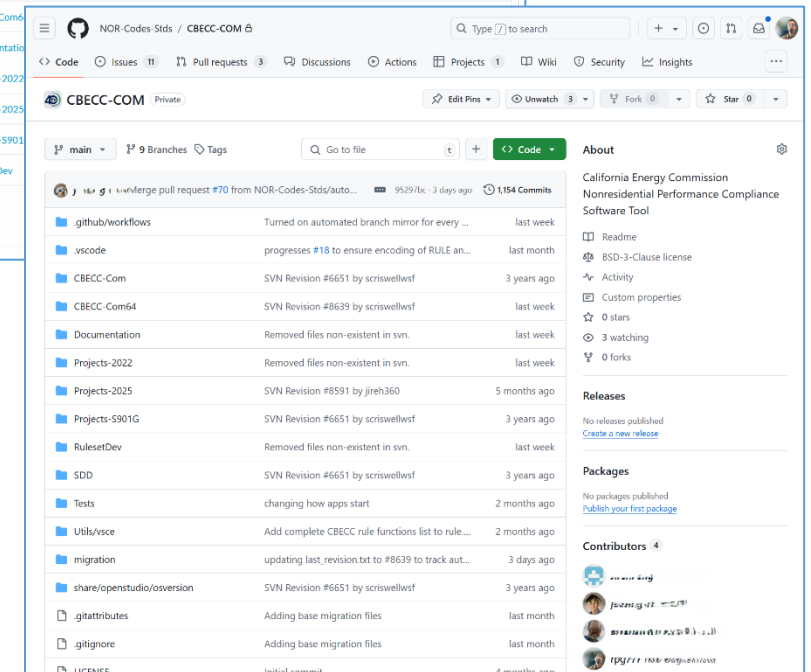 Com6
NOR-Codes-Stds / CBECC-COM
Type / to search
ntatio
<> Code Issues 11 Pull requests 3 Discussions Actions Projects 1 Wiki Security Insights ...
-2022
CBECC-COM Private Edit Pins Unwatch 3 Fork 0 Star 0
-2025
-S901
main 9 Branches Tags Go to file t + <> Code About
Dev
California Energy Commission
Nonresidential Performance Compliance
Software Tool
Merge pull request #70 from NOR-Codes-Stds/auto... 95297bc · 3 days ago 1,154 Commits
.github/workflows Turned on automated branch mirror for every ... last week
.vscode progresses #18 to ensure encoding of RULE an... last month
CBECC-Com SVN Revision #6651 by scriswellwsf 3 years ago
CBECC-Com64 SVN Revision #8639 by scriswellwsf last week
Documentation Removed files non-existent in svn. last week
Projects-2022 Removed files non-existent in svn. last week
Projects-2025 SVN Revision #8591 by jireh360 5 months ago
Projects-S901G SVN Revision #6651 by scriswellwsf 3 years ago
RulesetDev Removed files non-existent in svn. last week
SDD SVN Revision #6651 by scriswellwsf 3 years ago
Tests changing how apps start 2 months ago
Utils/vsce Add complete CBECC rule functions list to rule.... 2 months ago
migration updating last_revision.txt to #8639 to track aut... 3 days ago
share/openstudio/osversion SVN Revision #6651 by scriswellwsf 3 years ago
.gitattributes Adding base migration files last month
.gitignore Adding base migration files last month
LICENSE Initial commit 4 months ago
Readme
BSD-3-Clause license
Activity
Custom properties
0 stars
3 watching
0 forks
Releases
No releases published
Create a new release
Packages
No packages published
Publish your first package
Contributors 4